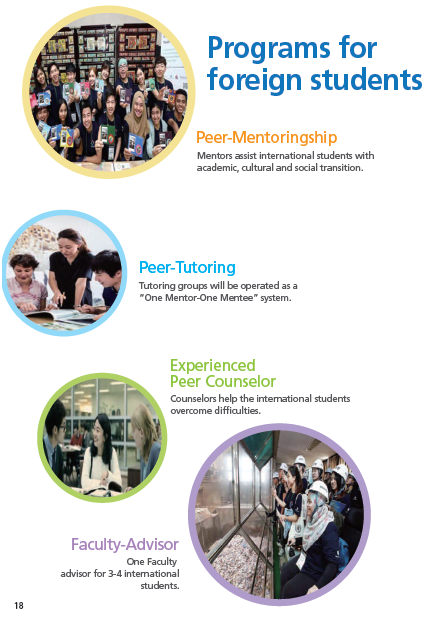 Programs for
foreign students
Peer-Mentoringship
Mentors assist international students with
academic, cultural and social transition.
Peer-Tutoring
Tutoring groups will be operated as a
“One Mentor-One Mentee” system.
Experienced
Peer Counselor
Counselors help the international students
overcome difficulties.
Faculty-Advisor
One Faculty
advisor for 3-4 international
students.
18